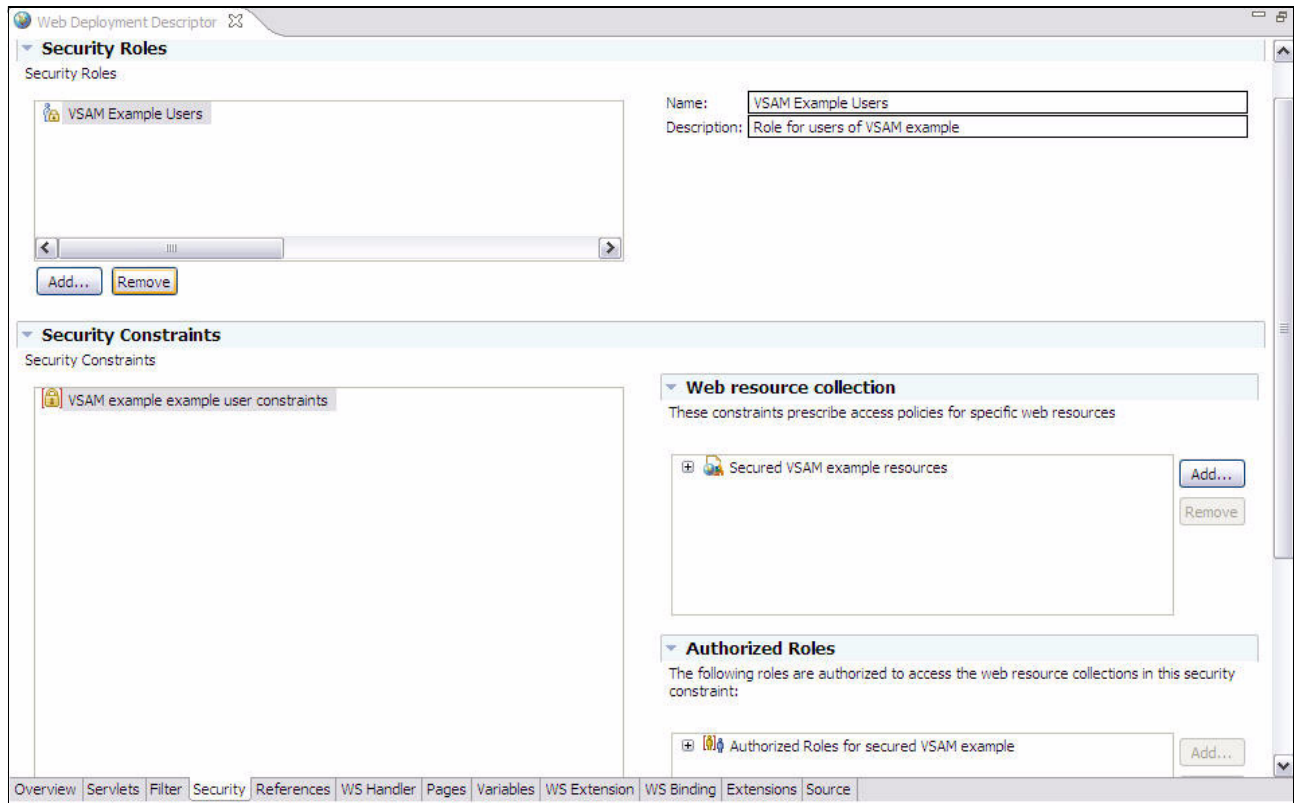 Web Deployment Descriptor
Security Roles
Security Roles
VSAM Example Users
Name: VSAM Example Users
Description: Role for users of VSAM example
Add... Remove
Security Constraints
Security Constraints
VSAM example example user constraints
Web resource collection
These constraints prescribe access policies for specific web resources
Secured VSAM example resources
Add...
Remove
Authorized Roles
The following roles are authorized to access the web resource collections in this security
constraint:
Authorized Roles for secured VSAM example
Add...
Overview Servlets Filter Security References WS Handler Pages Variables WS Extension WS Binding Extensions Source